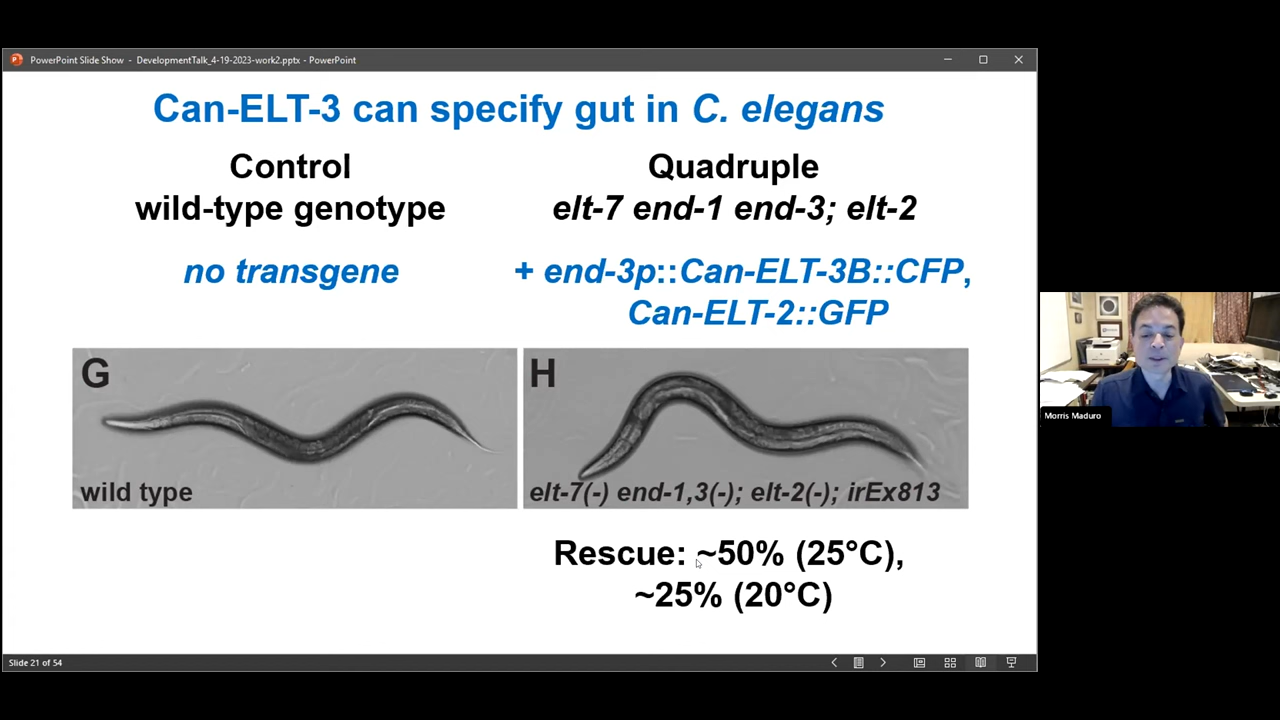 PowerPoint Slide Show - DevelopmentTalk_4-19-2023-work2.pptx - PowerPoint
Can-ELT-3 can specify gut in C. elegans
Control
wild-type genotype
no transgene
Quadruple
elt-7 end-1 end-3; elt-2
+ end-3p::Can-ELT-3B::CFP,
Can-ELT-2::GFP
G
wild type
H
elt-7(-) end-1,3(-); elt-2(-); irEx813
Rescue: ~50% (25°C),
~25% (20°C)
Morris Maduro
Slide 21 of 54